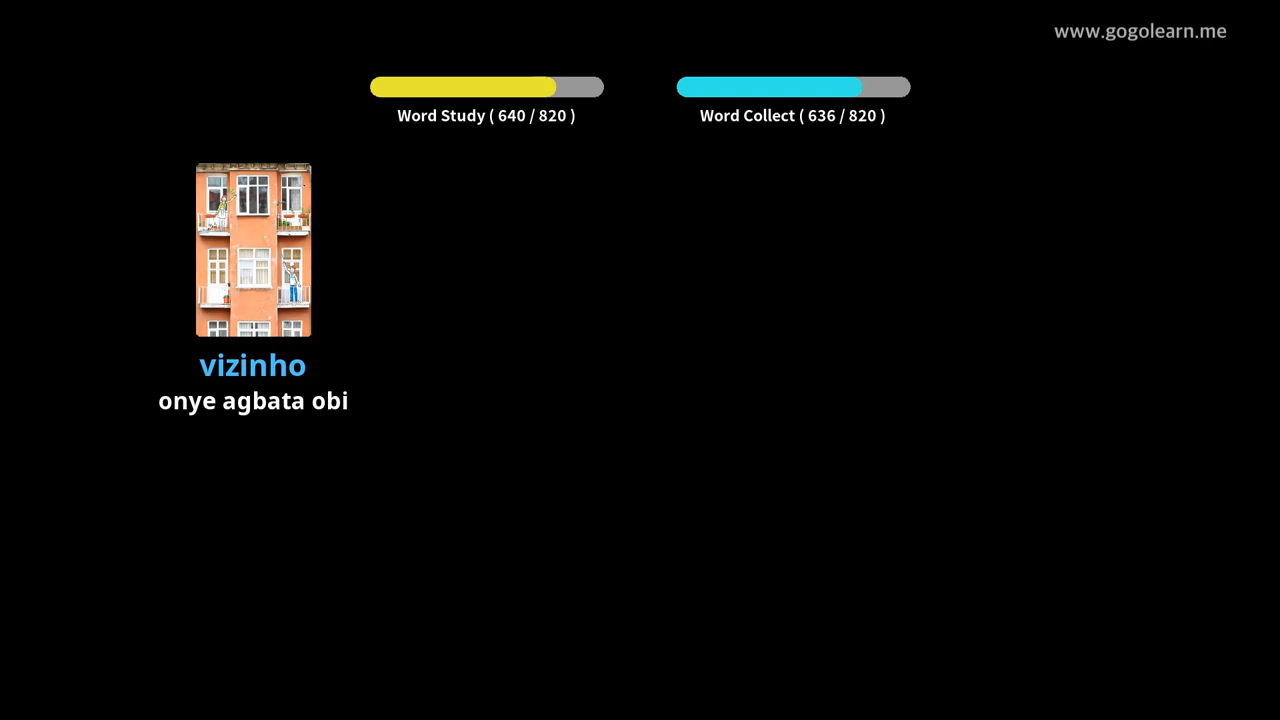 www.gogolearn.me
Word Study ( 640 / 820 )
Word Collect ( 636 / 820 )
vizinho
onye agbata obi